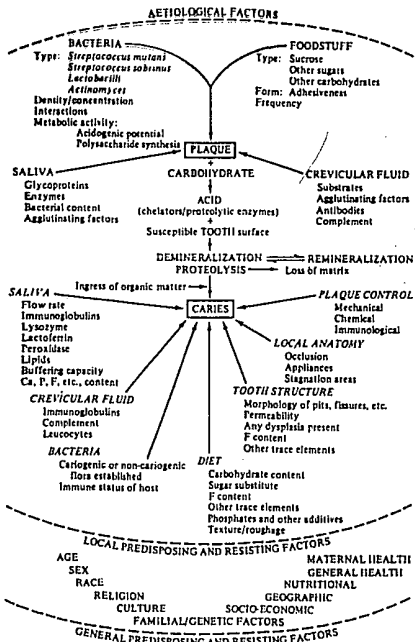 AETIOLOGICAL FACTORS
BACTERIA
Type: Streptococcus mutans
Streptococcus sobrinus
Lactobacilli
Actinomyces
Density/concentration
Interactions
Metabolic activity:
Acidogenic potential
Polysaccharide synthesis
FOODSTUFF
Type: Sucrose
Other sugars
Other carbohydrates
Form: Adhesiveness
Frequency
PLAQUE
+
CARBOHYDRATE
ACID
(chelators/proteolytic enzymes)
+
Susceptible TOOTH surface
SALIVA
Glycoproteins
Enzymes
Bacterial content
Agglutinating factors
CREVICULAR FLUID
Substrates
Agglutinating factors
Antibodies
Complement
DEMINERALIZATION REMINERALIZATION
PROTEOLYSIS Loss of matrix
Ingress of organic matter
CARIES
SALIVA
Flow rate
Immunoglobulins
Lysozyme
Lactoferrin
Peroxidase
Lipids
Buffering capacity
Ca, P, F, etc., content
CREVICULAR FLUID
Immunoglobulins
Complement
Leucocytes
BACTERIA
Cariogenic or non-cariogenic
flora established
Immune status of host
DIET
Carbohydrate content
Sugar substitute
F content
Other trace elements
Phosphates and other additives
Texture/roughage
PLAQUE CONTROL
Mechanical
Chemical
Immunological
LOCAL ANATOMY
Occlusion
Appliances
Stagnation areas
TOOTH STRUCTURE
Morphology of pits, fissures, etc.
Permeability
Any dysplasia present
F content
Other trace elements
LOCAL PREDISPOSING AND RESISTING FACTORS
AGE
SEX
RACE
RELIGION
CULTURE
MATERNAL HEALTH
GENERAL HEALTH
NUTRITIONAL
GEOGRAPHIC
SOCIO-ECONOMIC
FAMILIAL/GENETIC FACTORS
GENERAL PREDISPOSING AND RESISTING FACTORS